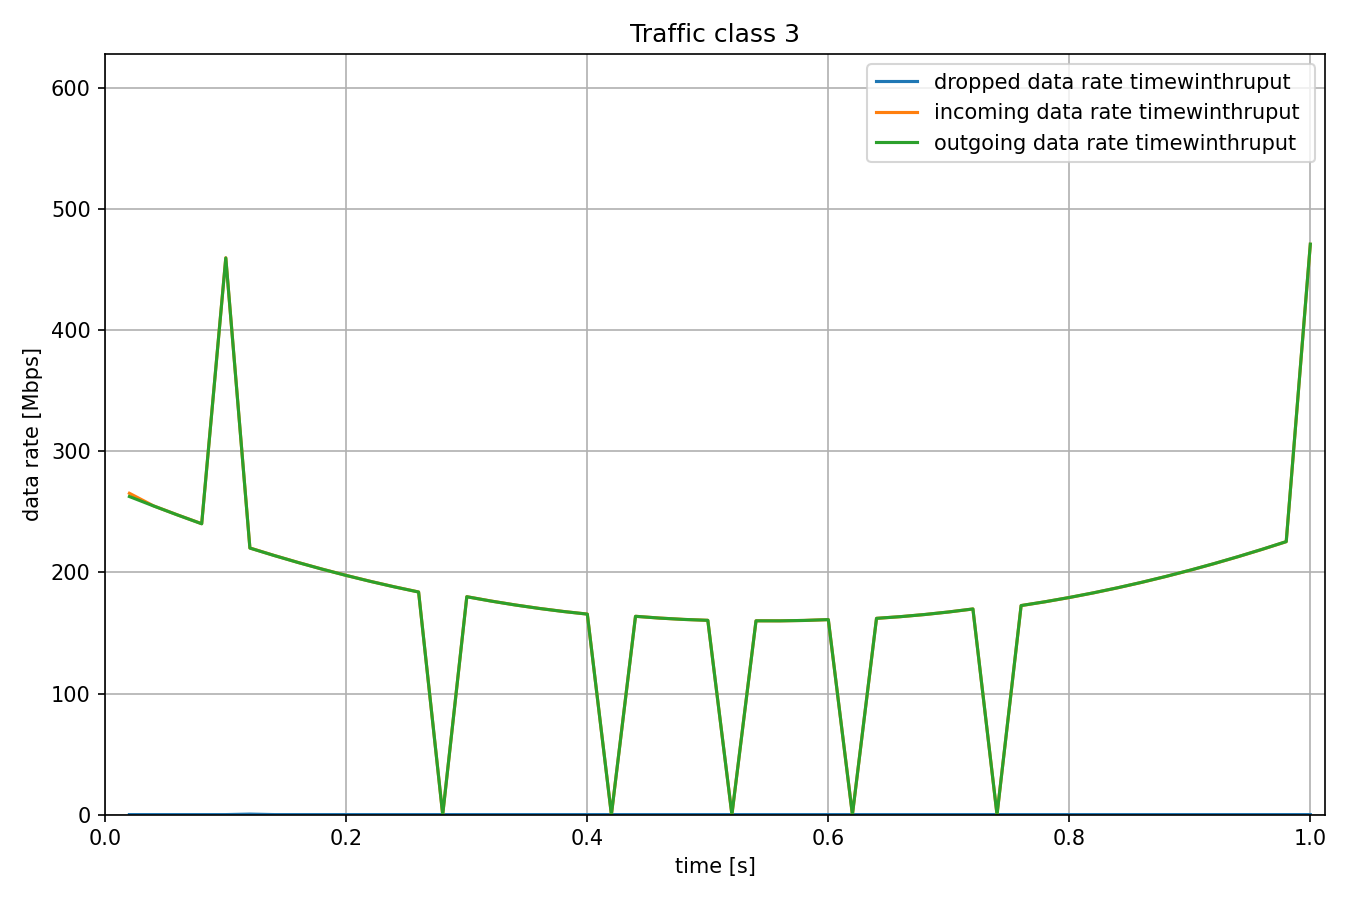 Traffic class 3
dropped data rate timewinthruput
incoming data rate timewinthruput
outgoing data rate timewinthruput
data rate [Mbps]
600
500
400
300
200
100
0
0.0 0.2 0.4 0.6 0.8 1.0
time [s]